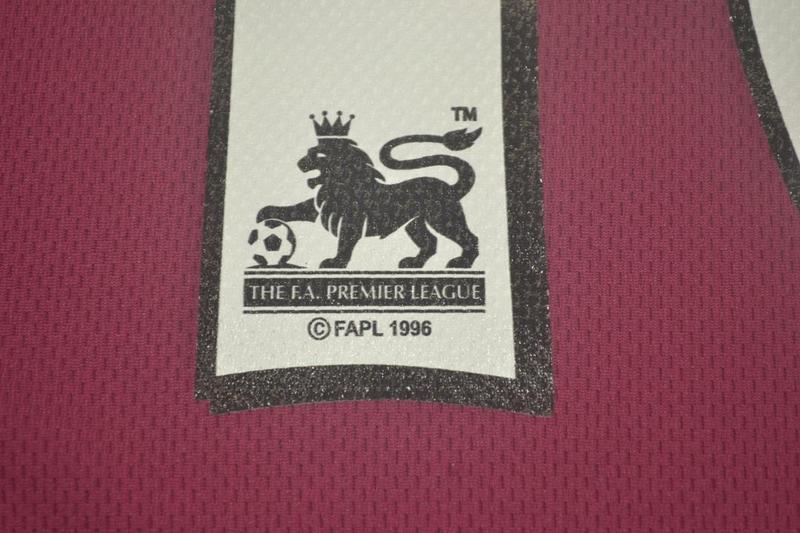 TM
THE F.A. PREMIER LEAGUE
© FAPL 1996